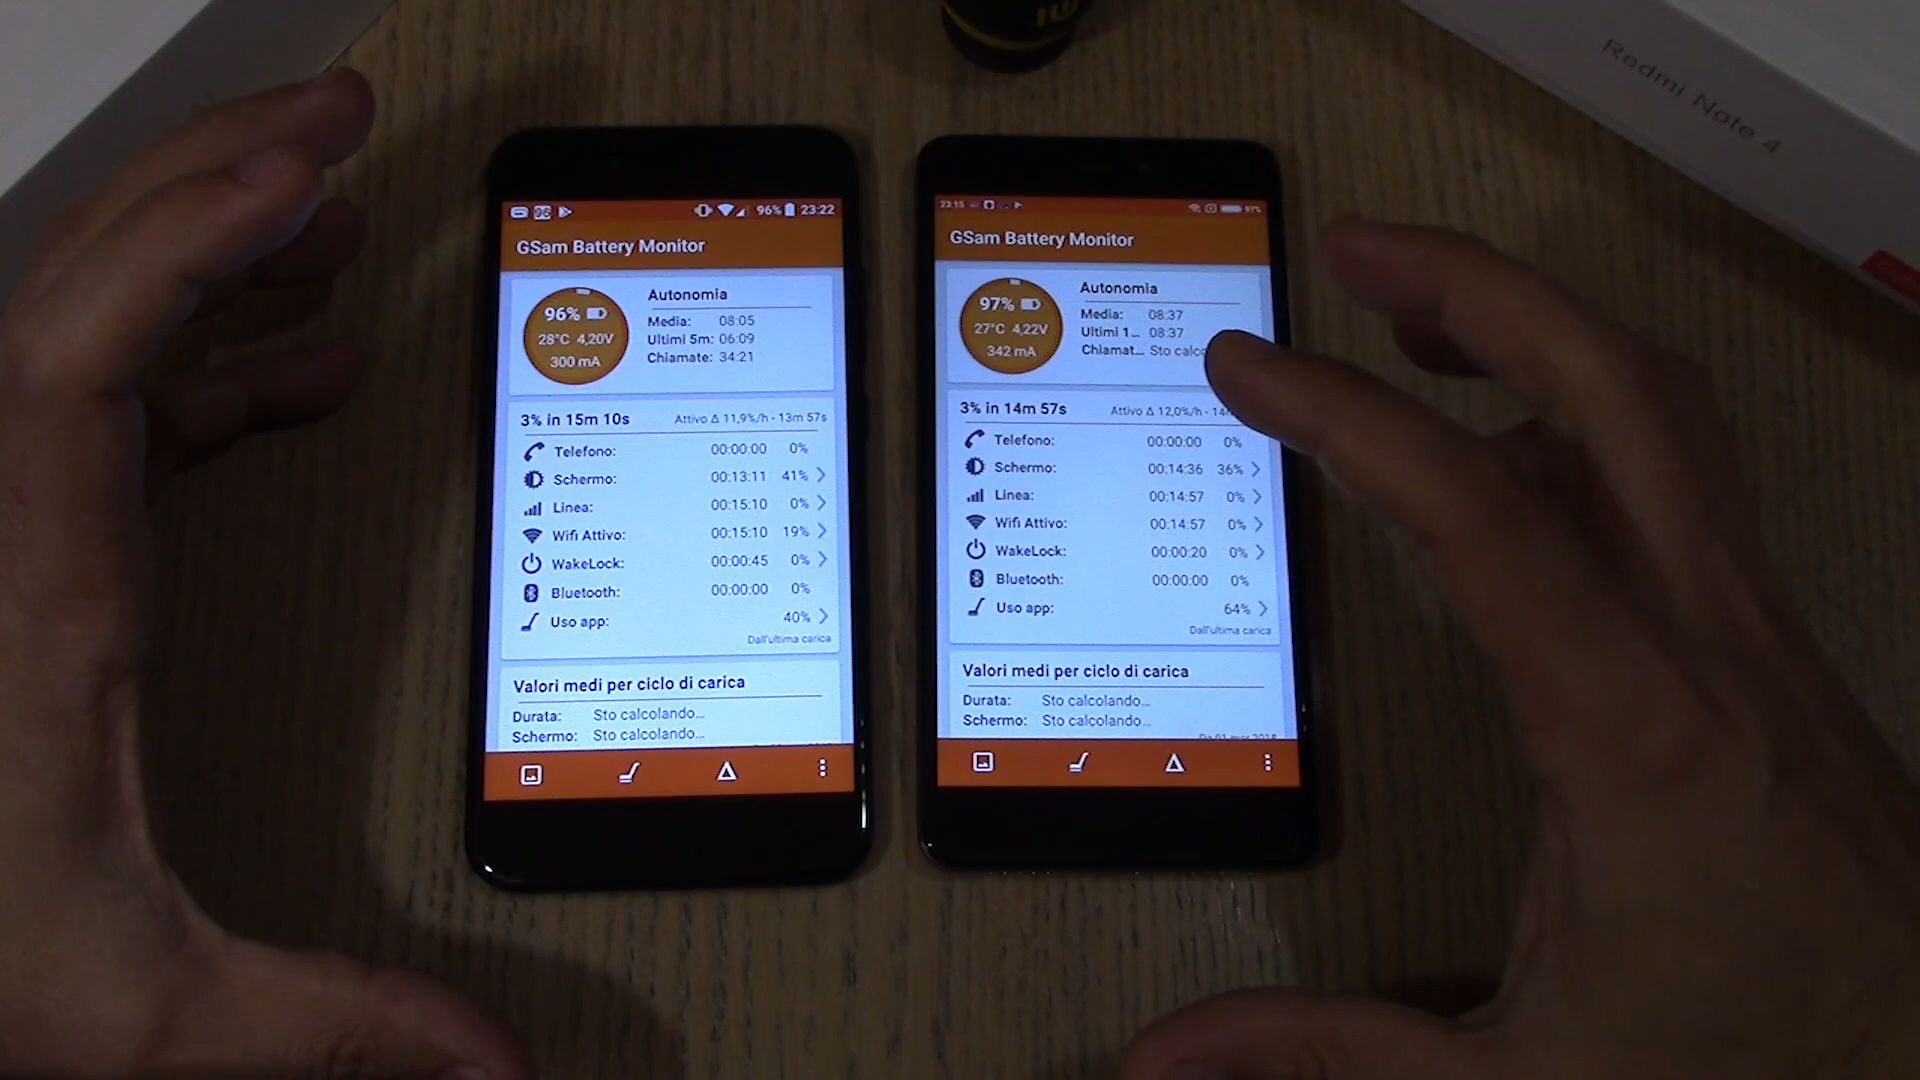 Redmi Note 4
96% 23:22
GSam Battery Monitor
96%
28°C 4,20V
300 mA
Autonomia
Media: 08:05
Ultimi 5m: 06:09
Chiamate: 34:21
3% in 15m 10s Attivo Δ 11,9%/h - 13m 57s
Telefono: 00:00:00 0%
Schermo: 00:13:11 41%
Linea: 00:15:10 0%
Wifi Attivo: 00:15:10 19%
WakeLock: 00:00:45 0%
Bluetooth: 00:00:00 0%
Uso app: 40%
Dall'ultima carica
Valori medi per ciclo di carica
Durata: Sto calcolando...
Schermo: Sto calcolando...
23:15 97%
GSam Battery Monitor
97%
27°C 4,22V
342 mA
Autonomia
Media: 08:37
Ultimi 1... 08:37
Chiamat... Sto calco
3% in 14m 57s Attivo Δ 12,0%/h - 14
Telefono: 00:00:00 0%
Schermo: 00:14:36 36%
Linea: 00:14:57 0%
Wifi Attivo: 00:14:57 0%
WakeLock: 00:00:20 0%
Bluetooth: 00:00:00 0%
Uso app: 64%
Dall'ultima carica
Valori medi per ciclo di carica
Durata: Sto calcolando...
Schermo: Sto calcolando...